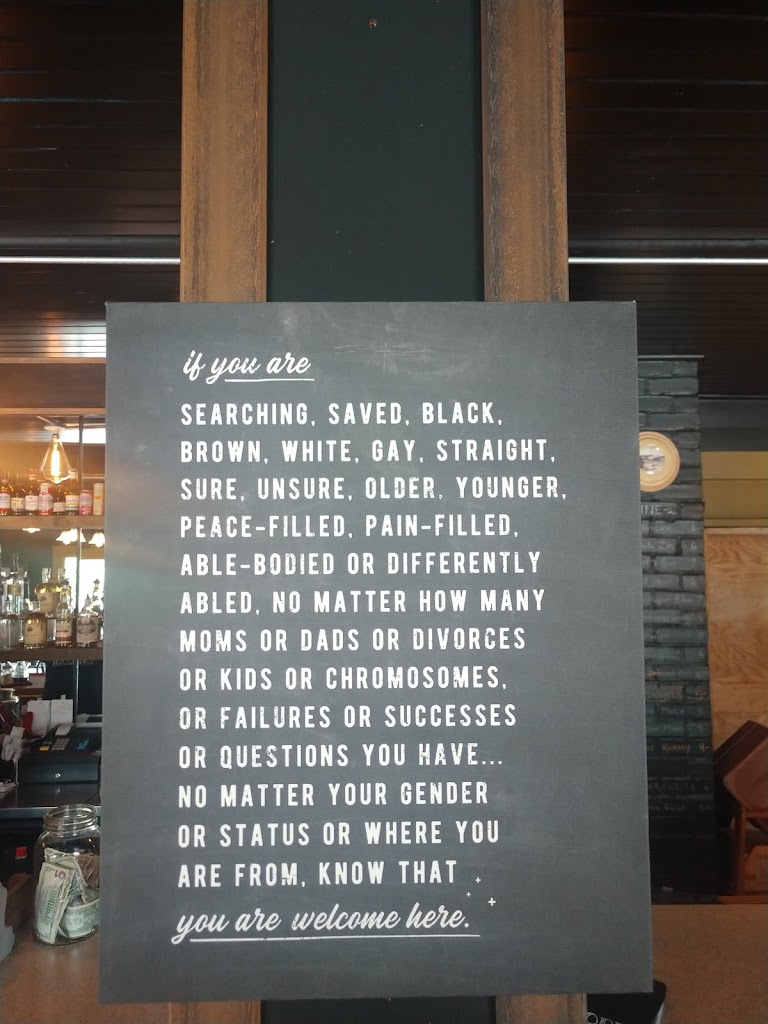 if you are
SEARCHING, SAVED, BLACK,
BROWN, WHITE, GAY, STRAIGHT,
SURE, UNSURE, OLDER, YOUNGER,
PEACE-FILLED, PAIN-FILLED,
ABLE-BODIED OR DIFFERENTLY
ABLED, NO MATTER HOW MANY
MOMS OR DADS OR DIVORCES
OR KIDS OR CHROMOSOMES,
OR FAILURES OR SUCCESSES
OR QUESTIONS YOU HAVE...
NO MATTER YOUR GENDER
OR STATUS OR WHERE YOU
ARE FROM, KNOW THAT
you are welcome here.